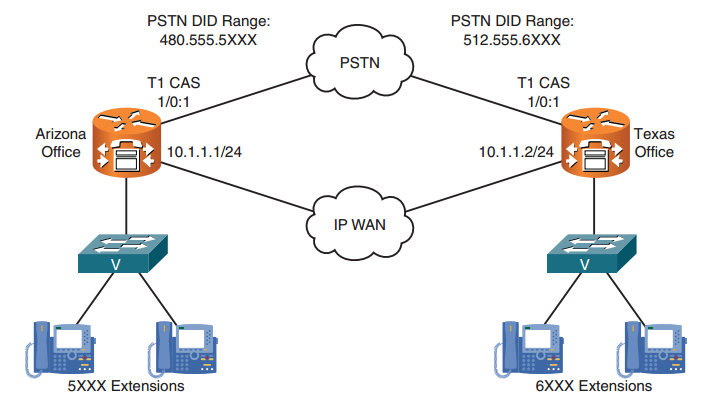 PSTN DID Range:
480.555.5XXX
PSTN DID Range:
512.555.6XXX
PSTN
T1 CAS
1/0:1
T1 CAS
1/0:1
Arizona
Office
10.1.1.1/24
10.1.1.2/24
Texas
Office
IP WAN
V
V
5XXX Extensions
6XXX Extensions